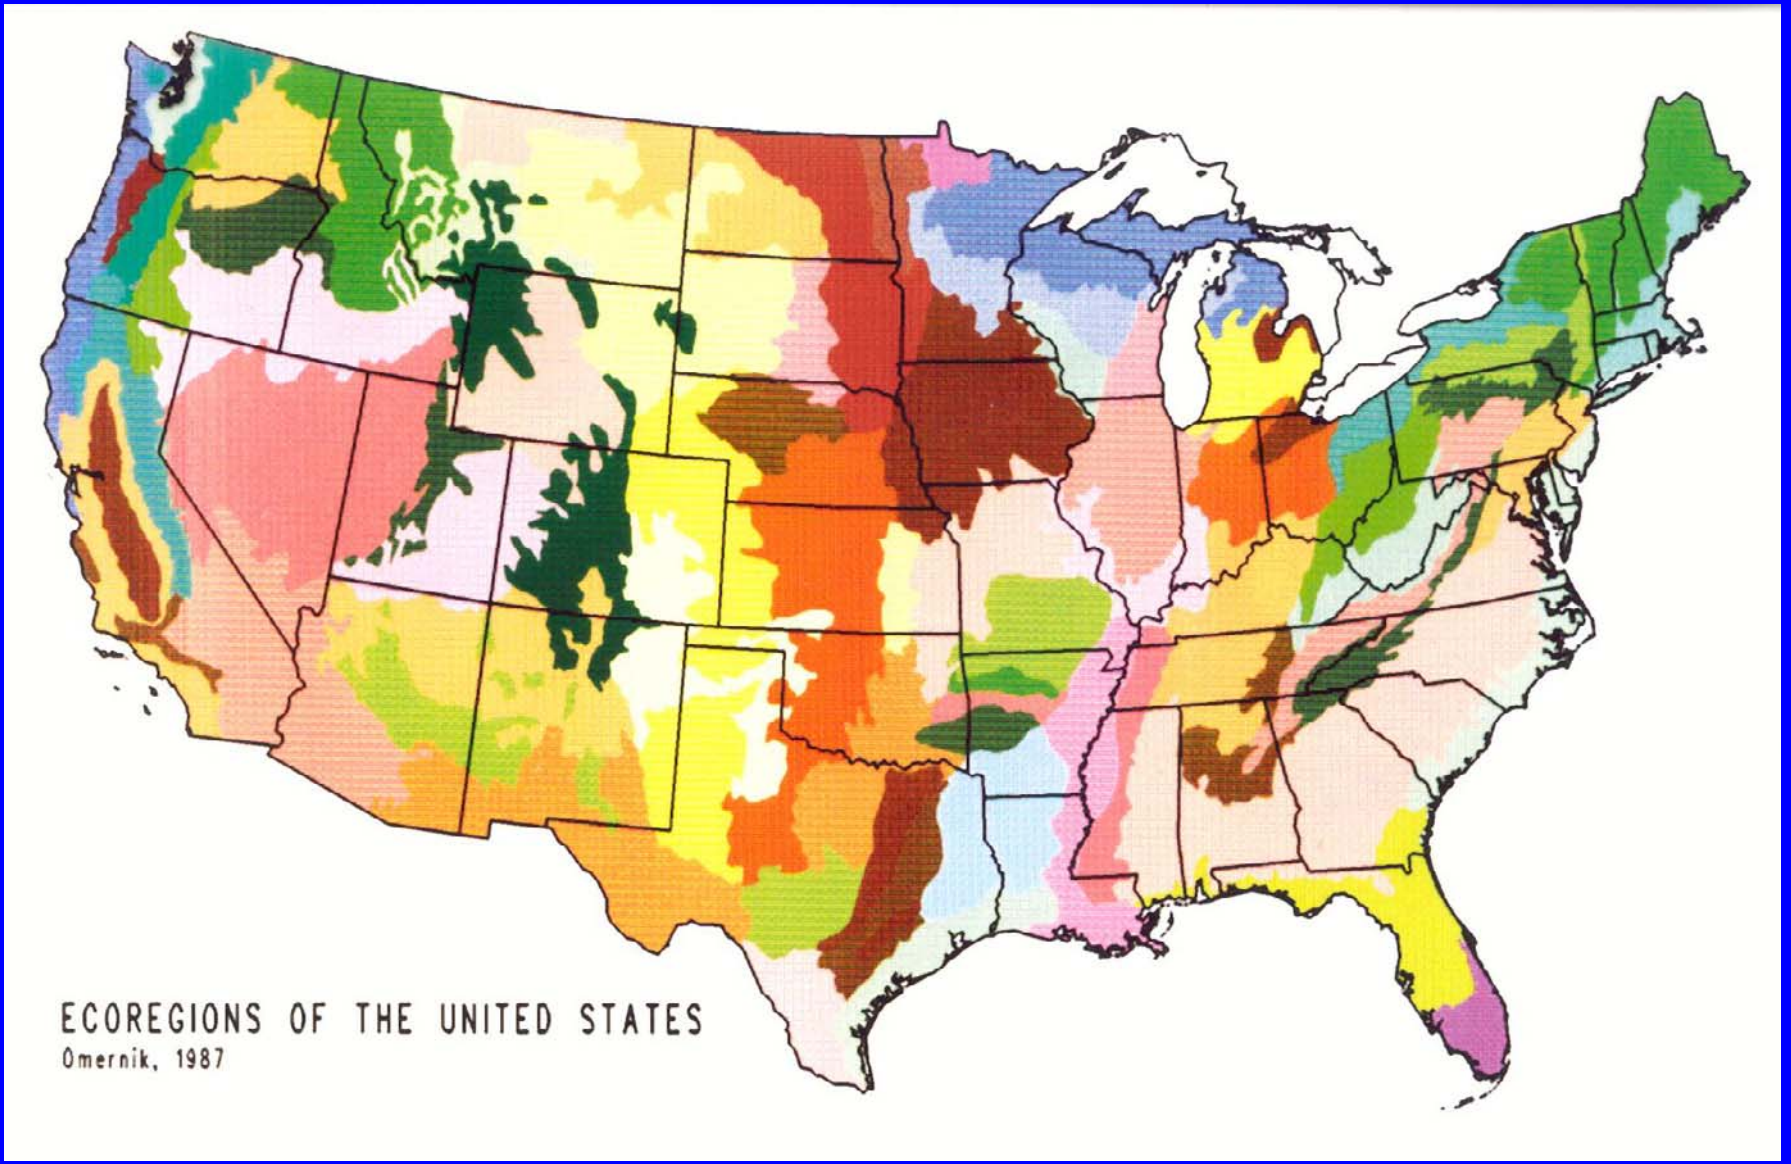 ECOREGIONS OF THE UNITED STATES
Omernik, 1987